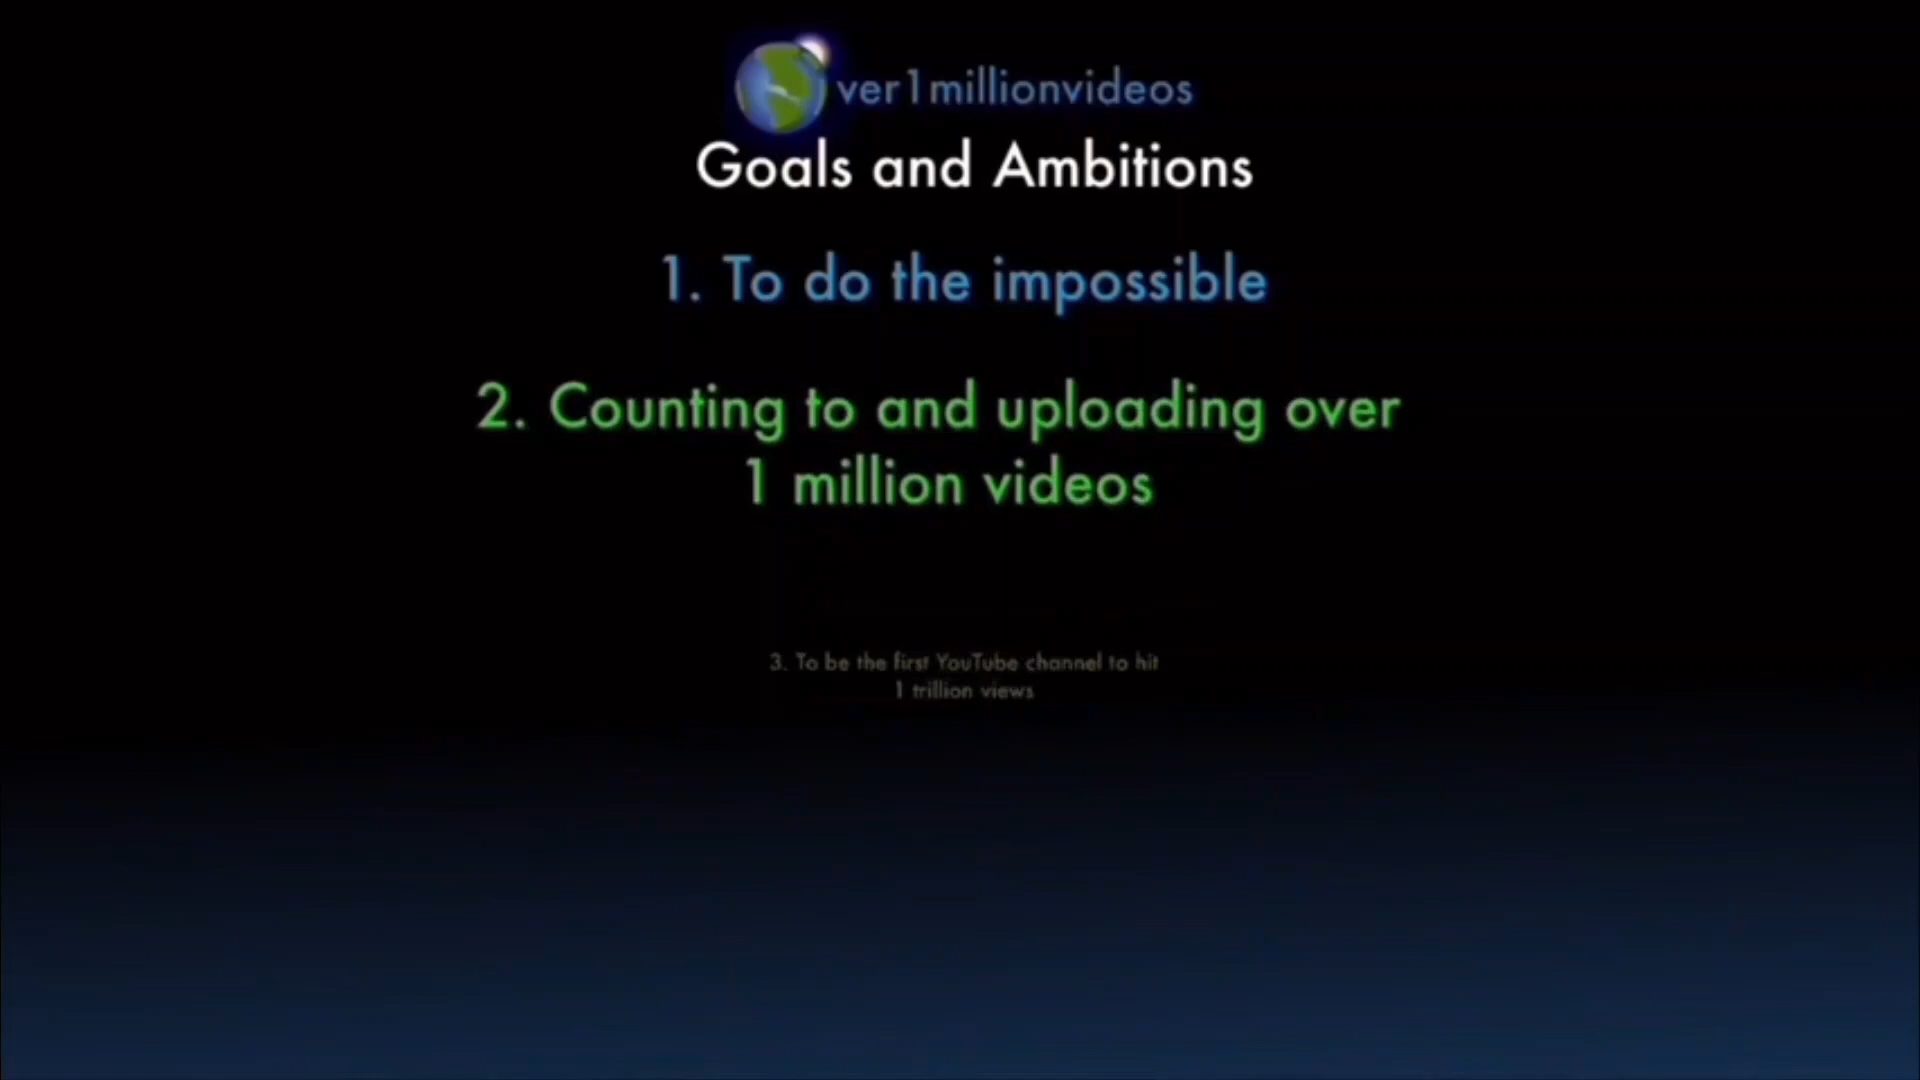 ver1millionvideos
Goals and Ambitions
1. To do the impossible
2. Counting to and uploading over
1 million videos
3. To be the first YouTube channel to hit
1 trillion views